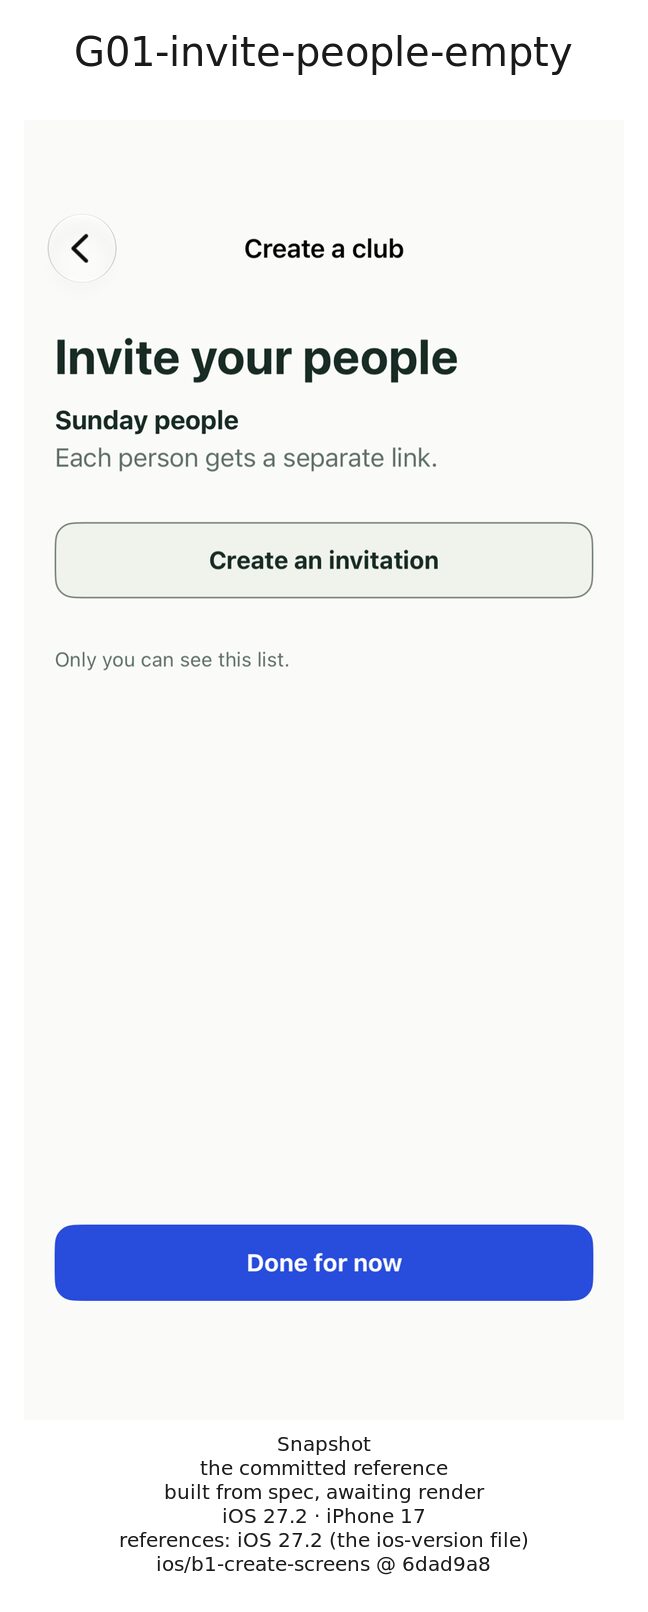 G01-invite-people-empty
Create a club
Invite your people
Sunday people
Each person gets a separate link.
Create an invitation
Only you can see this list.
Done for now
Snapshot
the committed reference
built from spec, awaiting render
iOS 27.2 · iPhone 17
references: iOS 27.2 (the ios-version file)
ios/b1-create-screens @ 6dad9a8